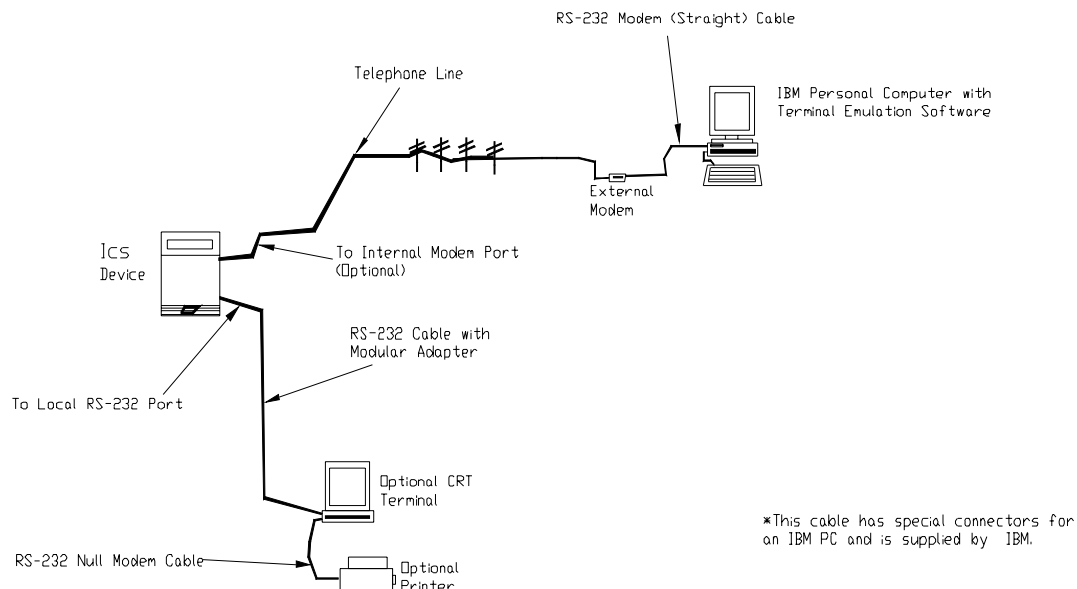 RS-232 Modem (Straight) Cable
Telephone Line
IBM Personal Computer with
Terminal Emulation Software
External
Modem
ICS
Device
To Internal Modem Port
(Optional)
RS-232 Cable with
Modular Adapter
To Local RS-232 Port
Optional CRT
Terminal
*This cable has special connectors for
an IBM PC and is supplied by IBM.
RS-232 Null Modem Cable
Optional
Printer